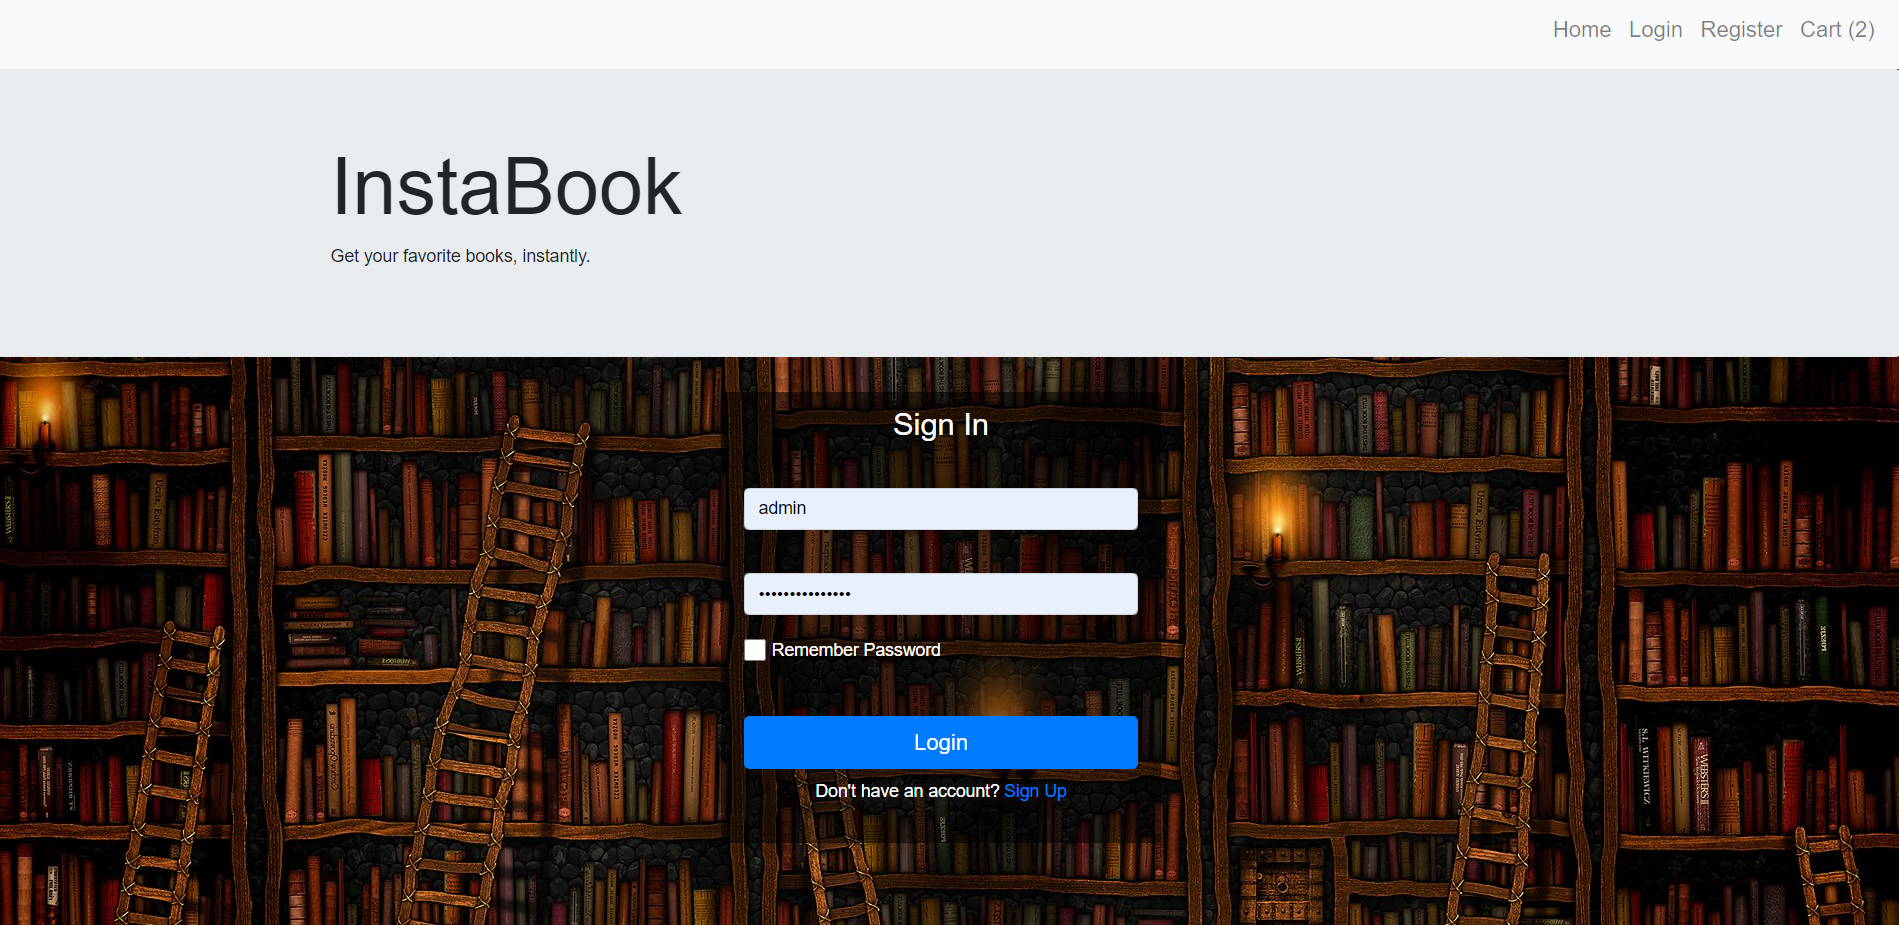 Home Login Register Cart (2)
InstaBook
Get your favorite books, instantly.
Sign In
admin
•••••••••••••••
Remember Password
Login
Don't have an account? Sign Up